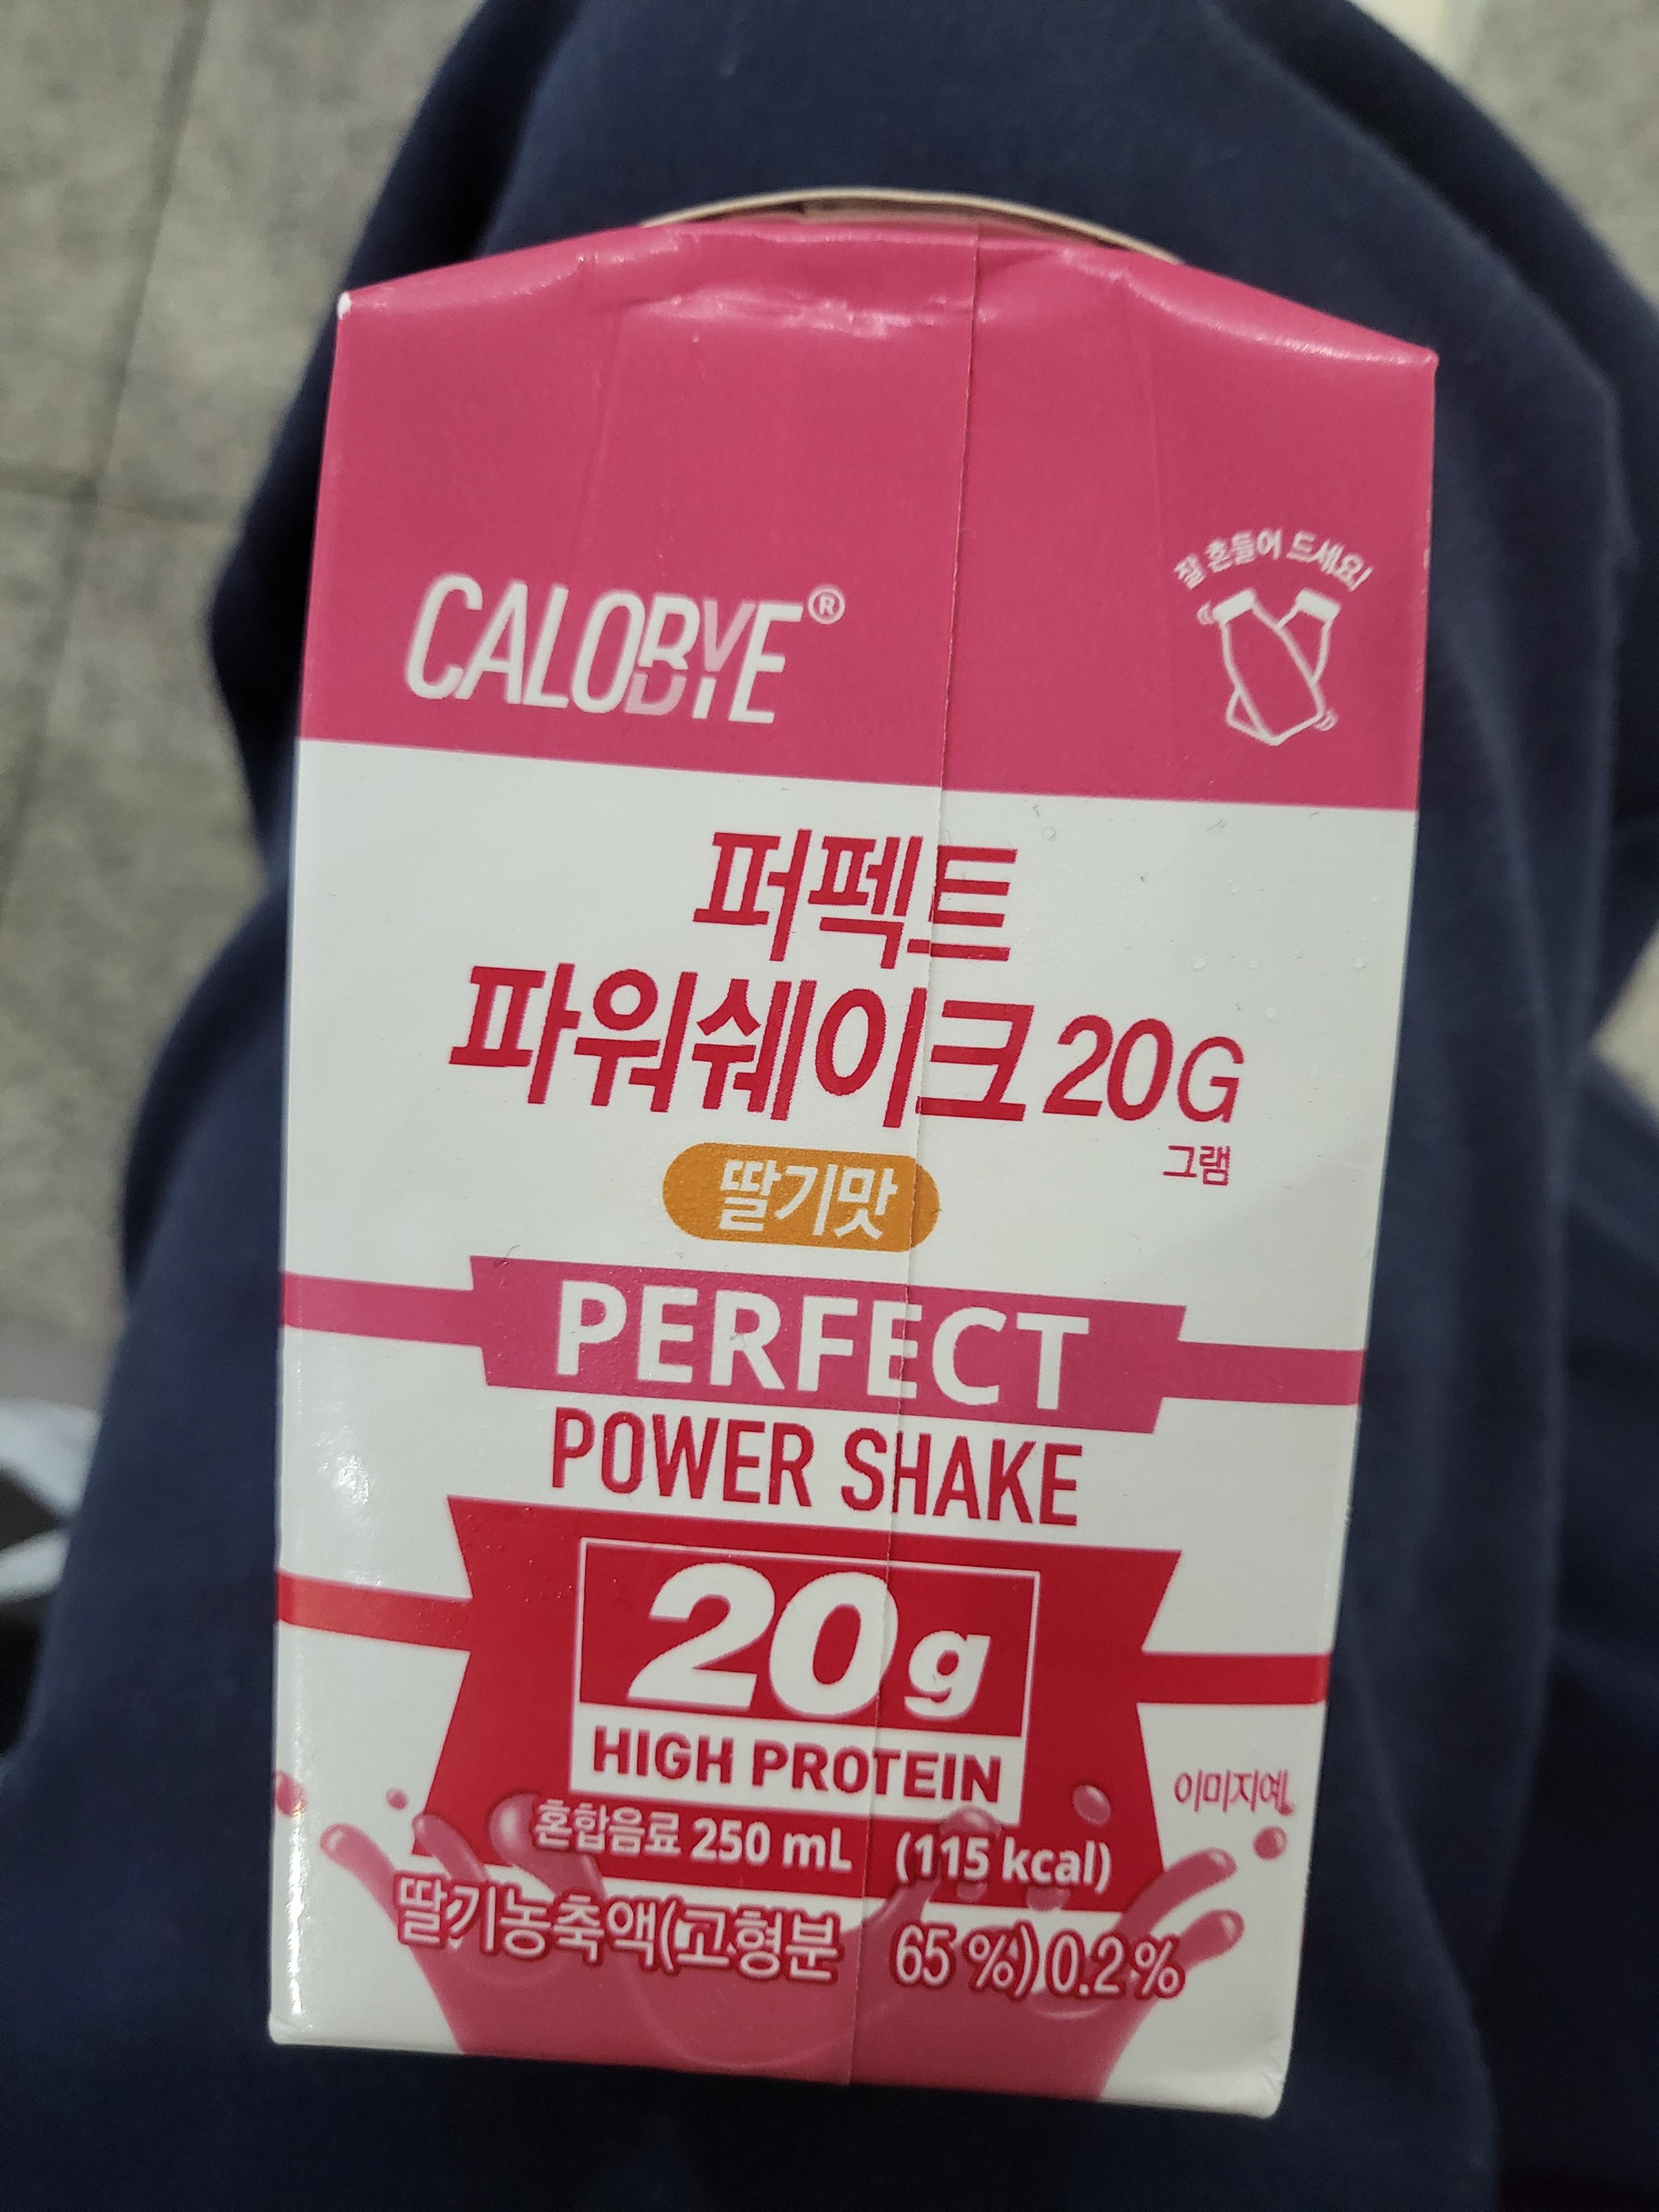 CALOBYE®
잘 흔들어 드세요!
퍼펙트
파워쉐이크 20G
그램
딸기맛
PERFECT
POWER SHAKE
20g
HIGH PROTEIN
이미지예
혼합음료 250 mL (115 kcal)
딸기농축액(고형분 65 %) 0.2 %